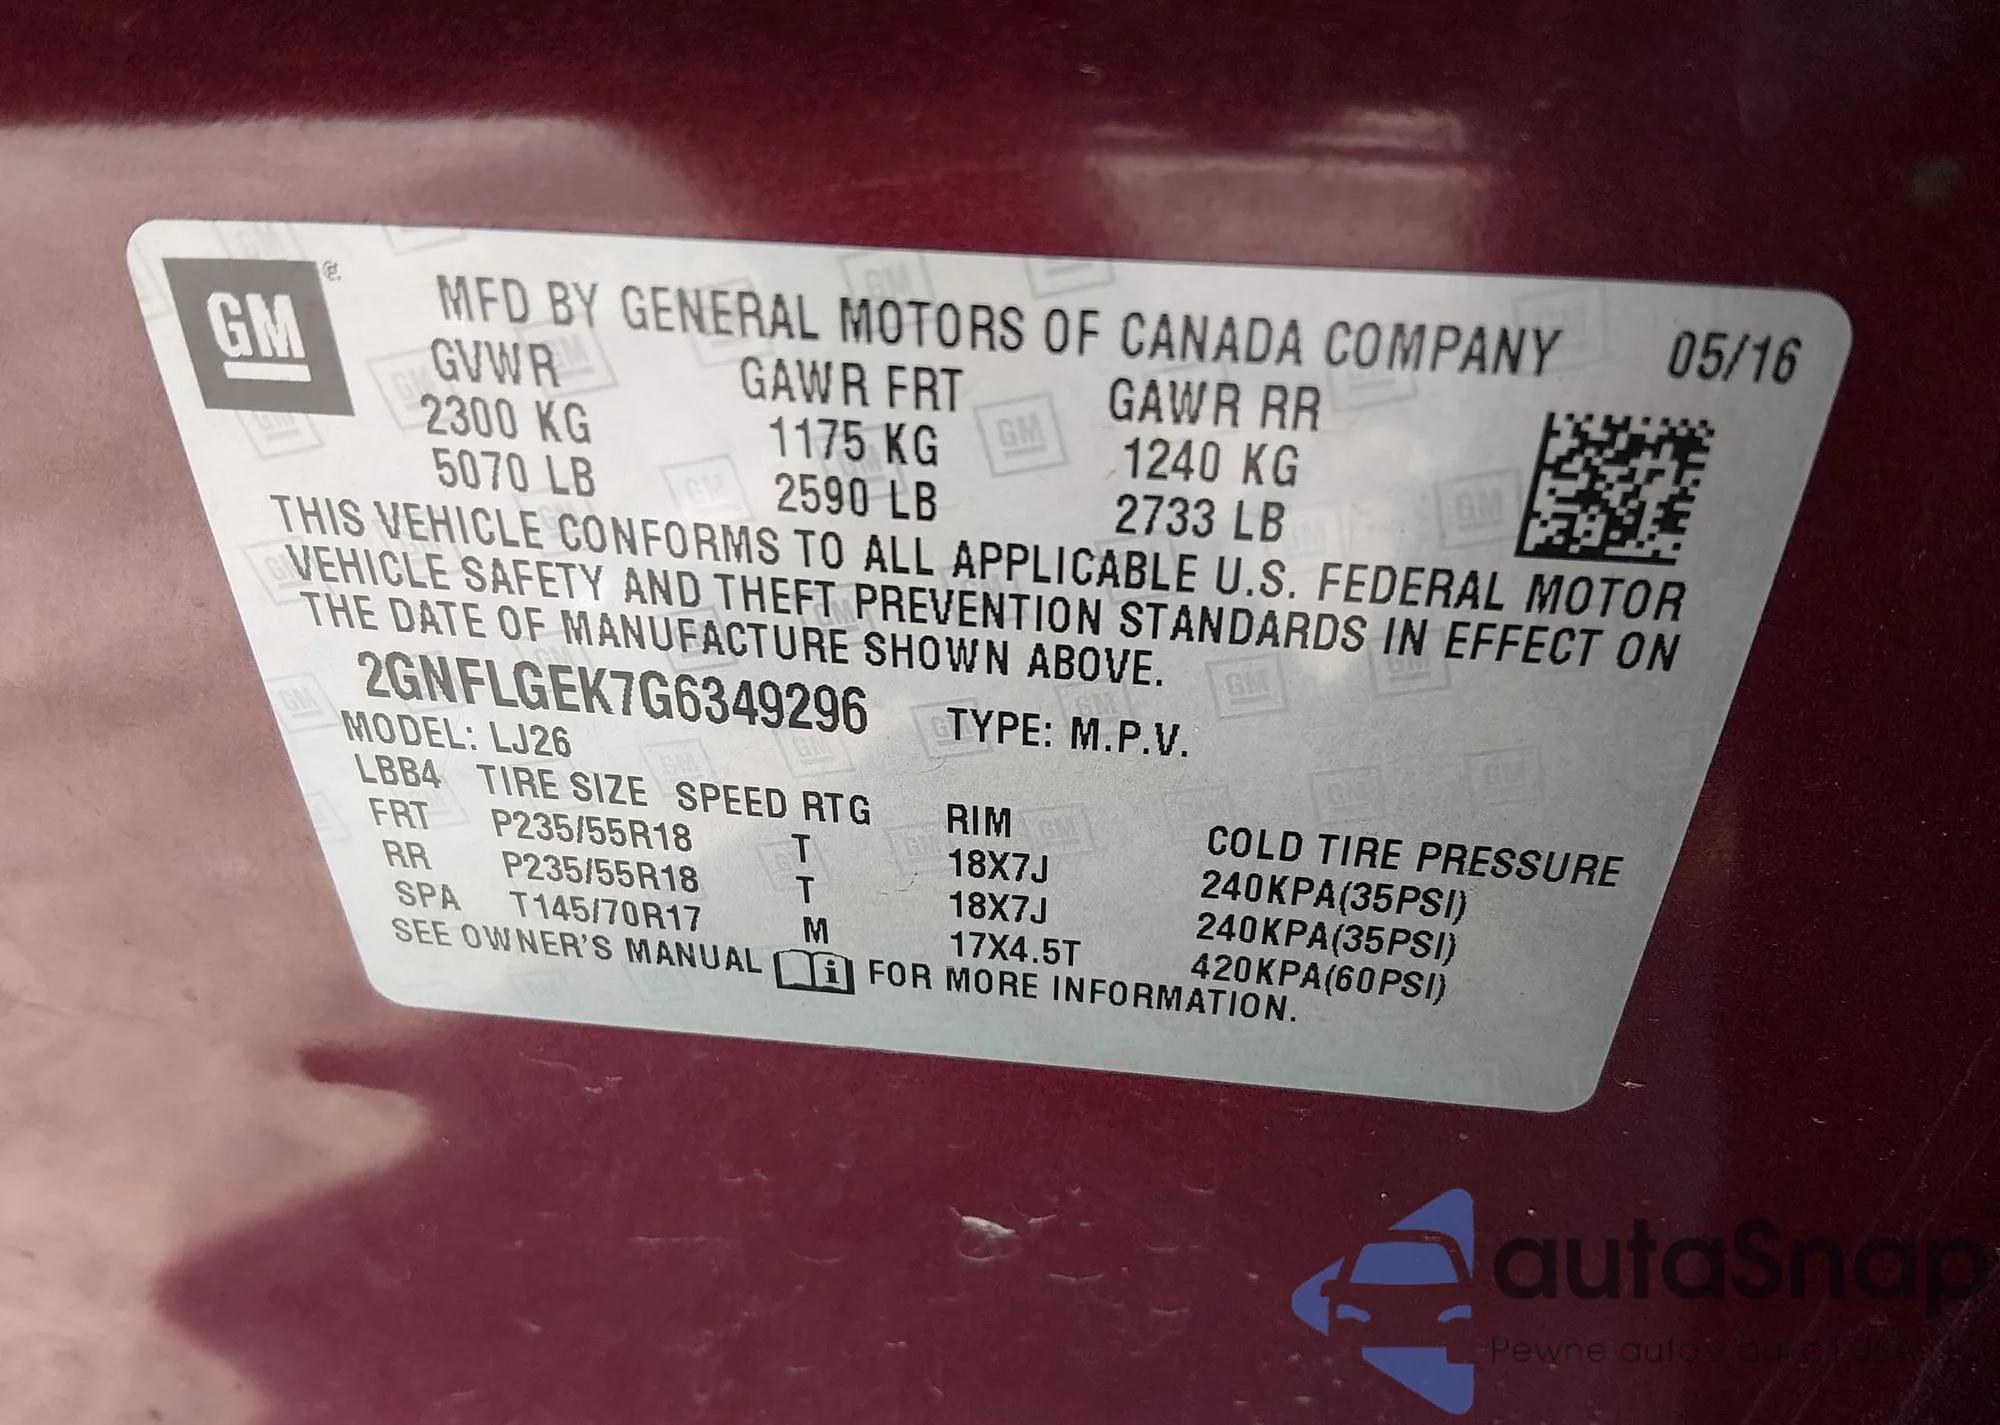 GM ®
MFD BY GENERAL MOTORS OF CANADA COMPANY 05/16
GVWR GAWR FRT GAWR RR
2300 KG 1175 KG 1240 KG
5070 LB 2590 LB 2733 LB
THIS VEHICLE CONFORMS TO ALL APPLICABLE U.S. FEDERAL MOTOR
VEHICLE SAFETY AND THEFT PREVENTION STANDARDS IN EFFECT ON
THE DATE OF MANUFACTURE SHOWN ABOVE.
2GNFLGEK7G6349296 TYPE: M.P.V.
MODEL: LJ26
LBB4 TIRE SIZE SPEED RTG RIM COLD TIRE PRESSURE
FRT P235/55R18 T 18X7J 240KPA(35PSI)
RR P235/55R18 T 18X7J 240KPA(35PSI)
SPA T145/70R17 M 17X4.5T 420KPA(60PSI)
SEE OWNER'S MANUAL i FOR MORE INFORMATION.
autaSnap
Pewne auta z